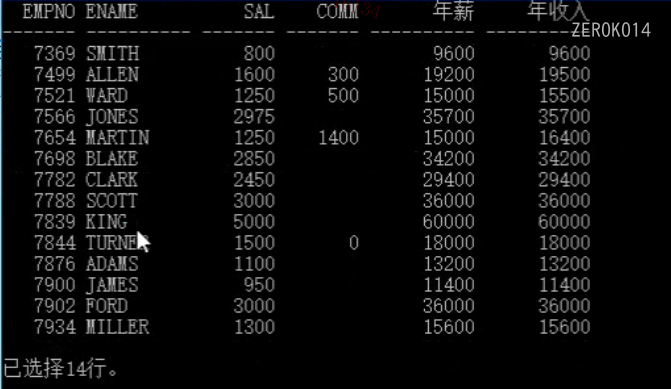 EMPNO ENAME SAL COMM 年薪 年收入
ZEROK014
7369 SMITH 800 9600 9600
7499 ALLEN 1600 300 19200 19500
7521 WARD 1250 500 15000 15500
7566 JONES 2975 35700 35700
7654 MARTIN 1250 1400 15000 16400
7698 BLAKE 2850 34200 34200
7782 CLARK 2450 29400 29400
7788 SCOTT 3000 36000 36000
7839 KING 5000 60000 60000
7844 TURNER 1500 0 18000 18000
7876 ADAMS 1100 13200 13200
7900 JAMES 950 11400 11400
7902 FORD 3000 36000 36000
7934 MILLER 1300 15600 15600
已选择14行。